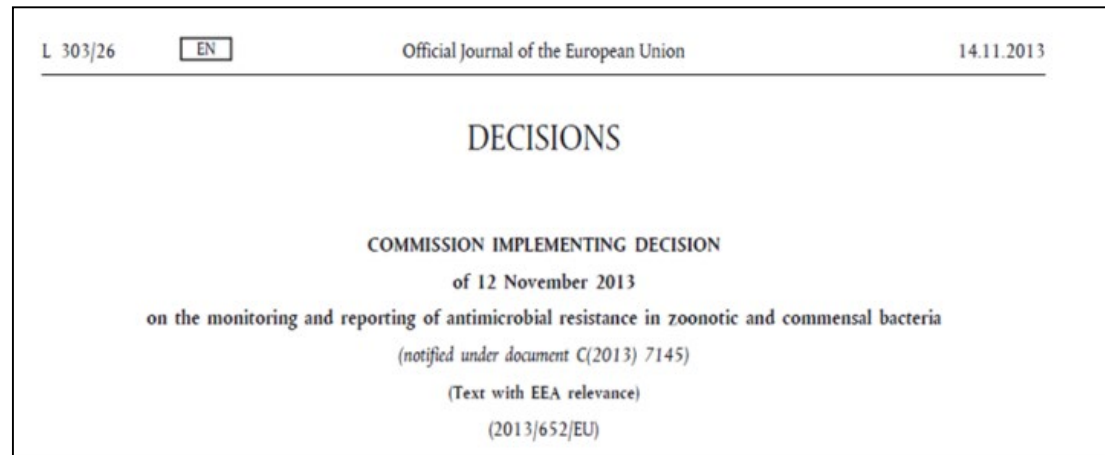 L 303/26 EN Official Journal of the European Union 14.11.2013
DECISIONS
COMMISSION IMPLEMENTING DECISION
of 12 November 2013
on the monitoring and reporting of antimicrobial resistance in zoonotic and commensal bacteria
(notified under document C(2013) 7145)
(Text with EEA relevance)
(2013/652/EU)